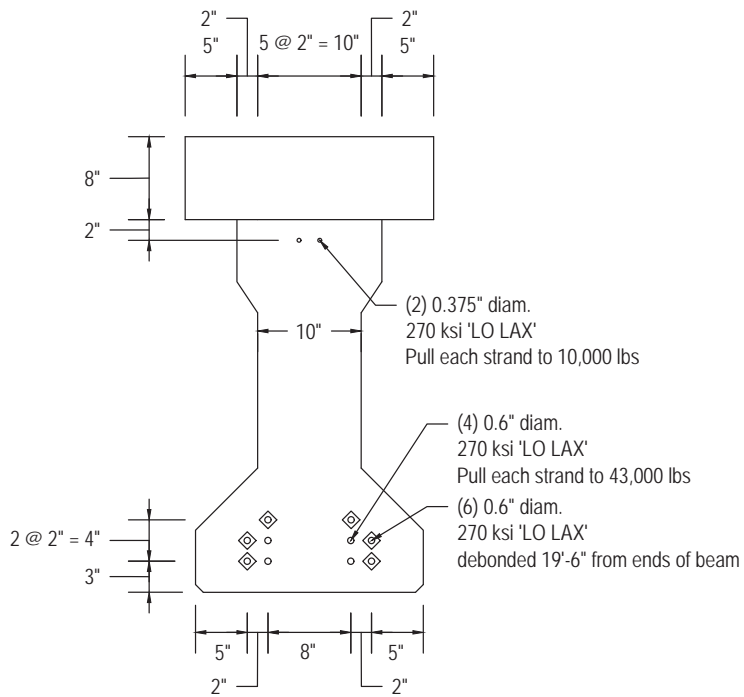 2"
2"
5"
5 @ 2" = 10"
5"
8"
2"
(2) 0.375" diam.
270 ksi 'LO LAX'
Pull each strand to 10,000 lbs
10"
(4) 0.6" diam.
270 ksi 'LO LAX'
Pull each strand to 43,000 lbs
(6) 0.6" diam.
270 ksi 'LO LAX'
debonded 19'-6" from ends of beam
2 @ 2" = 4"
3"
5"
8"
5"
2"
2"